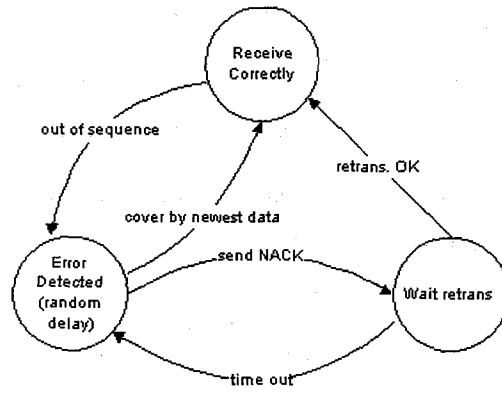 Receive
Correctly
out of sequence
retrans. OK
cover by newest data
send NACK
Error
Detected
(random
delay)
Wait retrans
time out